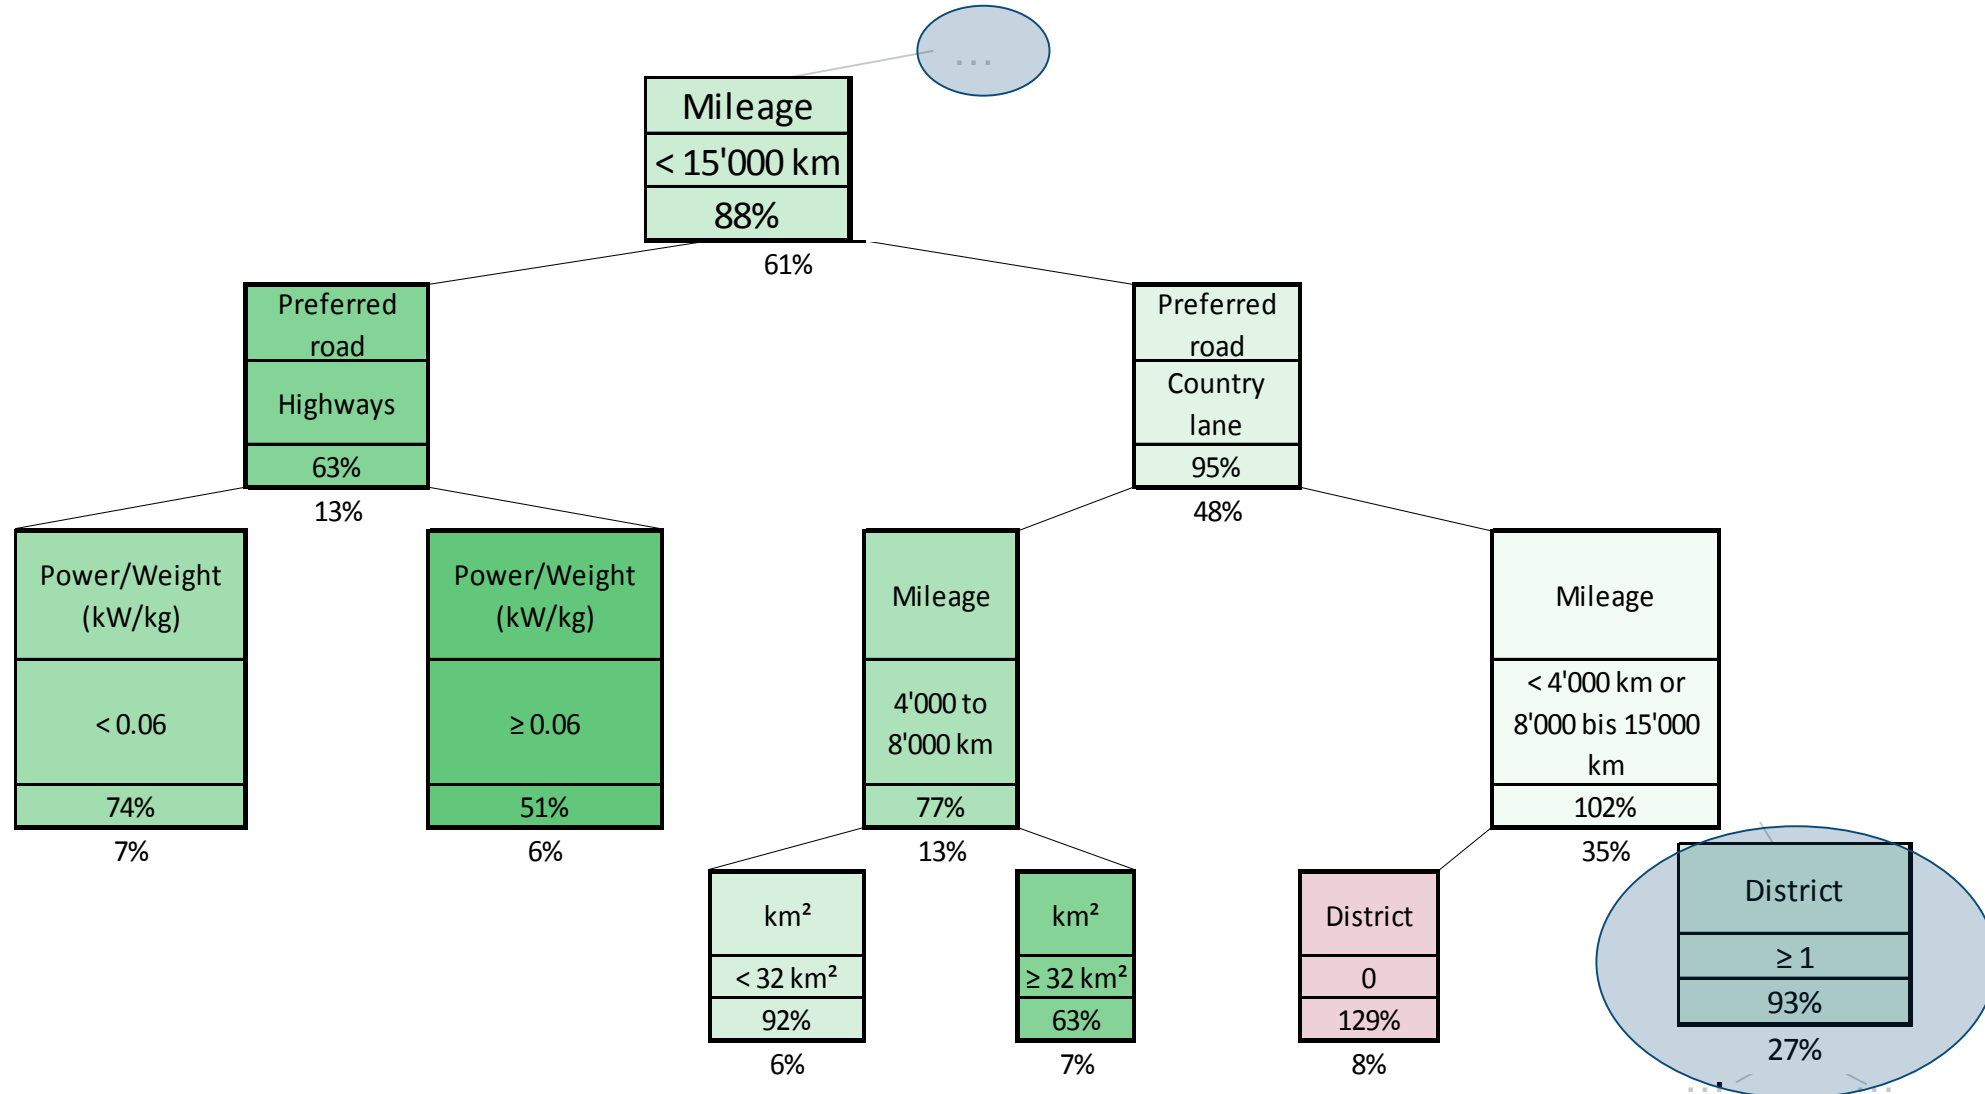 ...
Mileage
< 15'000 km
88%
61%
Preferred
road
Highways
63%
13%
Preferred
road
Country
lane
95%
48%
Power/Weight
(kW/kg)
< 0.06
74%
7%
Power/Weight
(kW/kg)
≥ 0.06
51%
6%
Mileage
4'000 to
8'000 km
77%
13%
Mileage
< 4'000 km or
8'000 bis 15'000
km
102%
35%
km²
< 32 km²
92%
6%
km²
≥ 32 km²
63%
7%
District
0
129%
8%
District
≥ 1
93%
27%
... ...